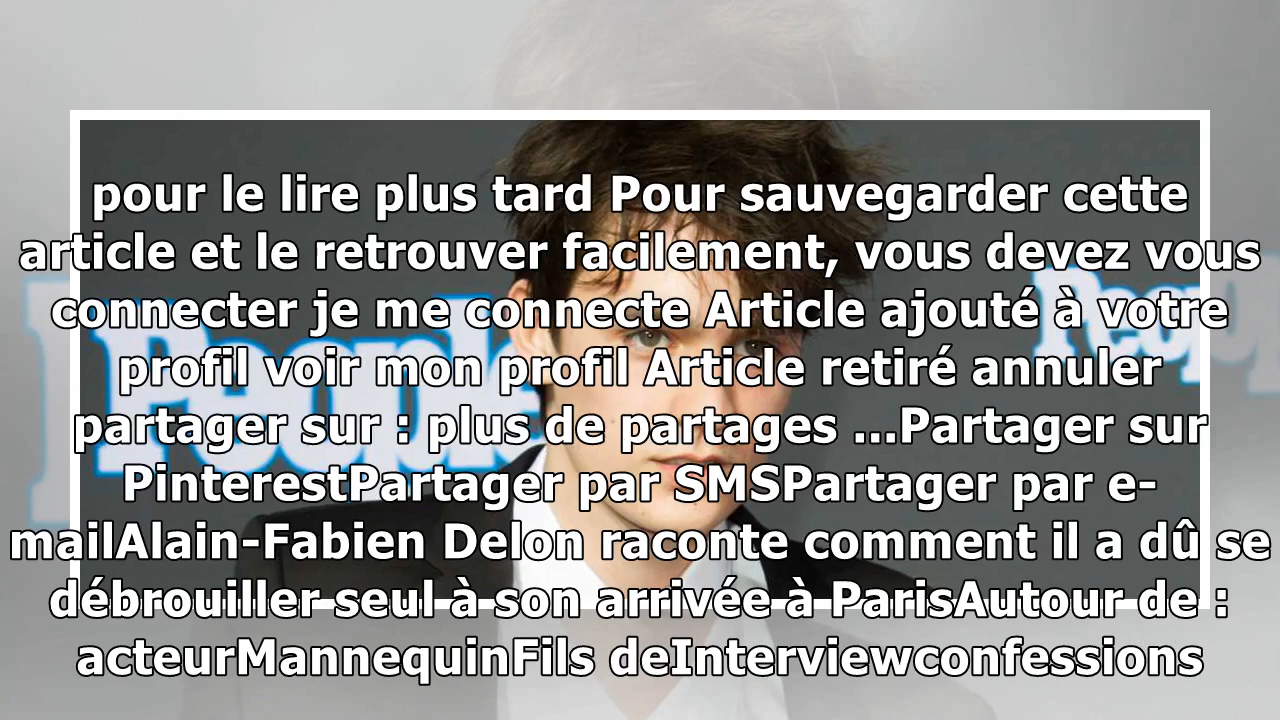 pour le lire plus tard Pour sauvegarder cette
article et le retrouver facilement, vous devez vous
connecter je me connecte Article ajouté à votre
profil voir mon profil Article retiré annuler
partager sur : plus de partages ...Partager sur
PinterestPartager par SMSPartager par e-
mailAlain-Fabien Delon raconte comment il a dû se
débrouiller seul à son arrivée à ParisAutour de :
acteurMannequinFils deInterviewconfessions
People
People